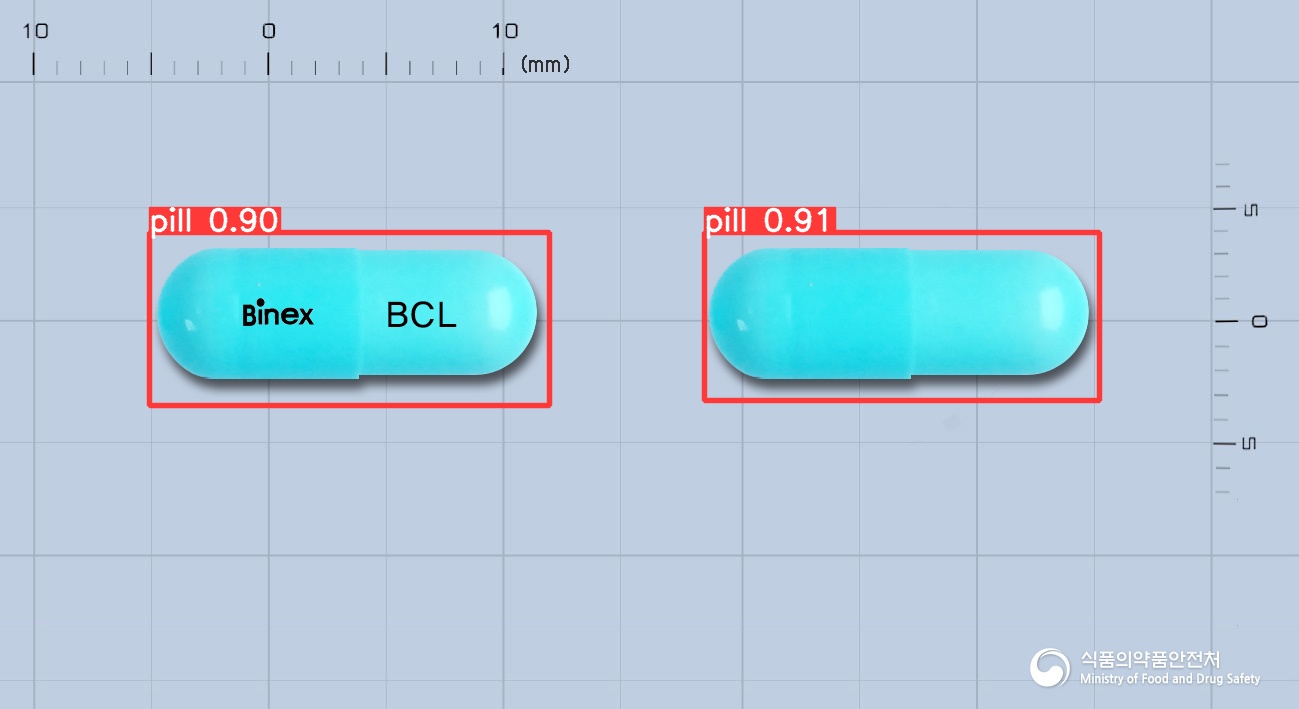 10 0 10
(mm)
pill 0.90
pill 0.91
5
Binex BCL
0
5
식품의약품안전처
Ministry of Food and Drug Safety